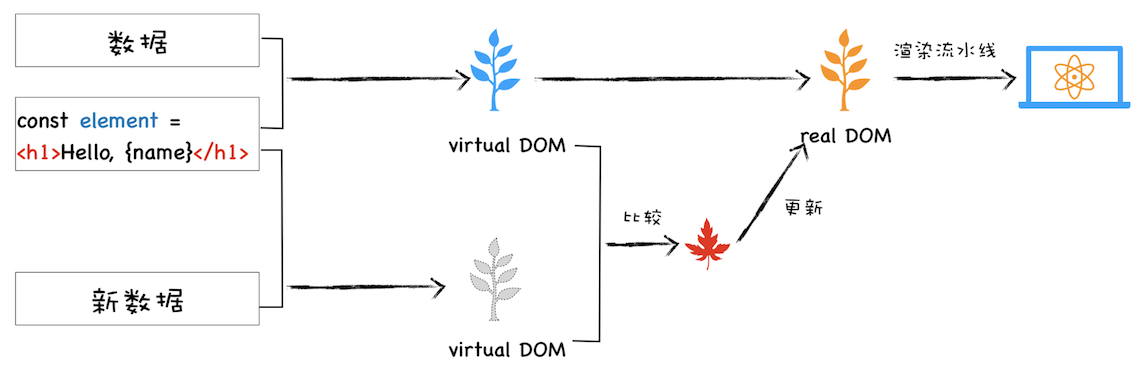 数据
const element =
<h1>Hello, {name}</h1>
新数据
virtual DOM
virtual DOM
比较
更新
real DOM
渲染流水线